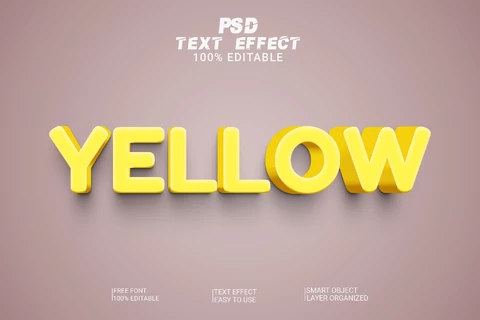 PSD
TEXT EFFECT
100% EDITABLE
YELLOW
FREE FONT
100% EDITABLE
TEXT EFFECT
EASY TO USE
SMART OBJECT
LAYER ORGANIZED